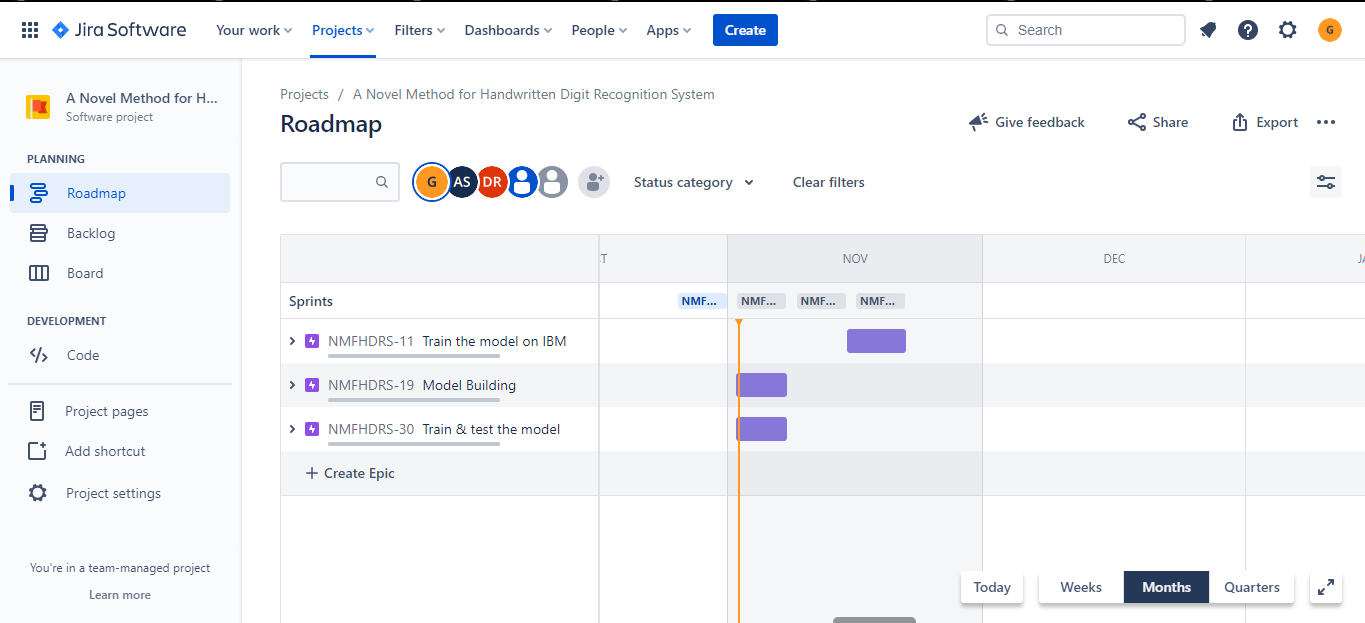 Jira Software Your work Projects Filters Dashboards People Apps Create Search G
A Novel Method for H...
Software project
PLANNING
Roadmap
Backlog
Board
DEVELOPMENT
Code
Project pages
Add shortcut
Project settings
You're in a team-managed project
Learn more
Projects / A Novel Method for Handwritten Digit Recognition System
Roadmap
Give feedback Share Export
G AS DR Status category Clear filters
T NOV DEC JA
Sprints NMF... NMF... NMF... NMF...
NMFHDRS-11 Train the model on IBM
NMFHDRS-19 Model Building
NMFHDRS-30 Train & test the model
+ Create Epic
Today Weeks Months Quarters